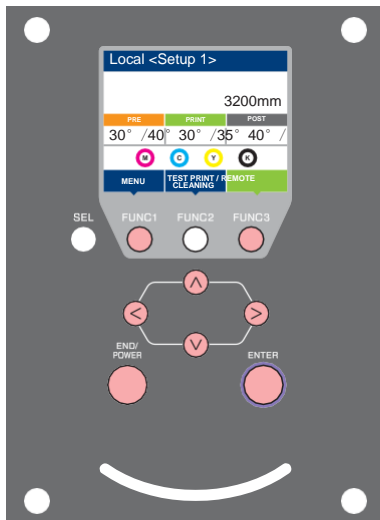 Local <Setup 1>
3200mm
PRE PRINT POST
30° /40° 30° /35° 40° /
M C Y K
MENU TEST PRINT / REMOTE
CLEANING
SEL FUNC1 FUNC2 FUNC3
END/
POWER
ENTER